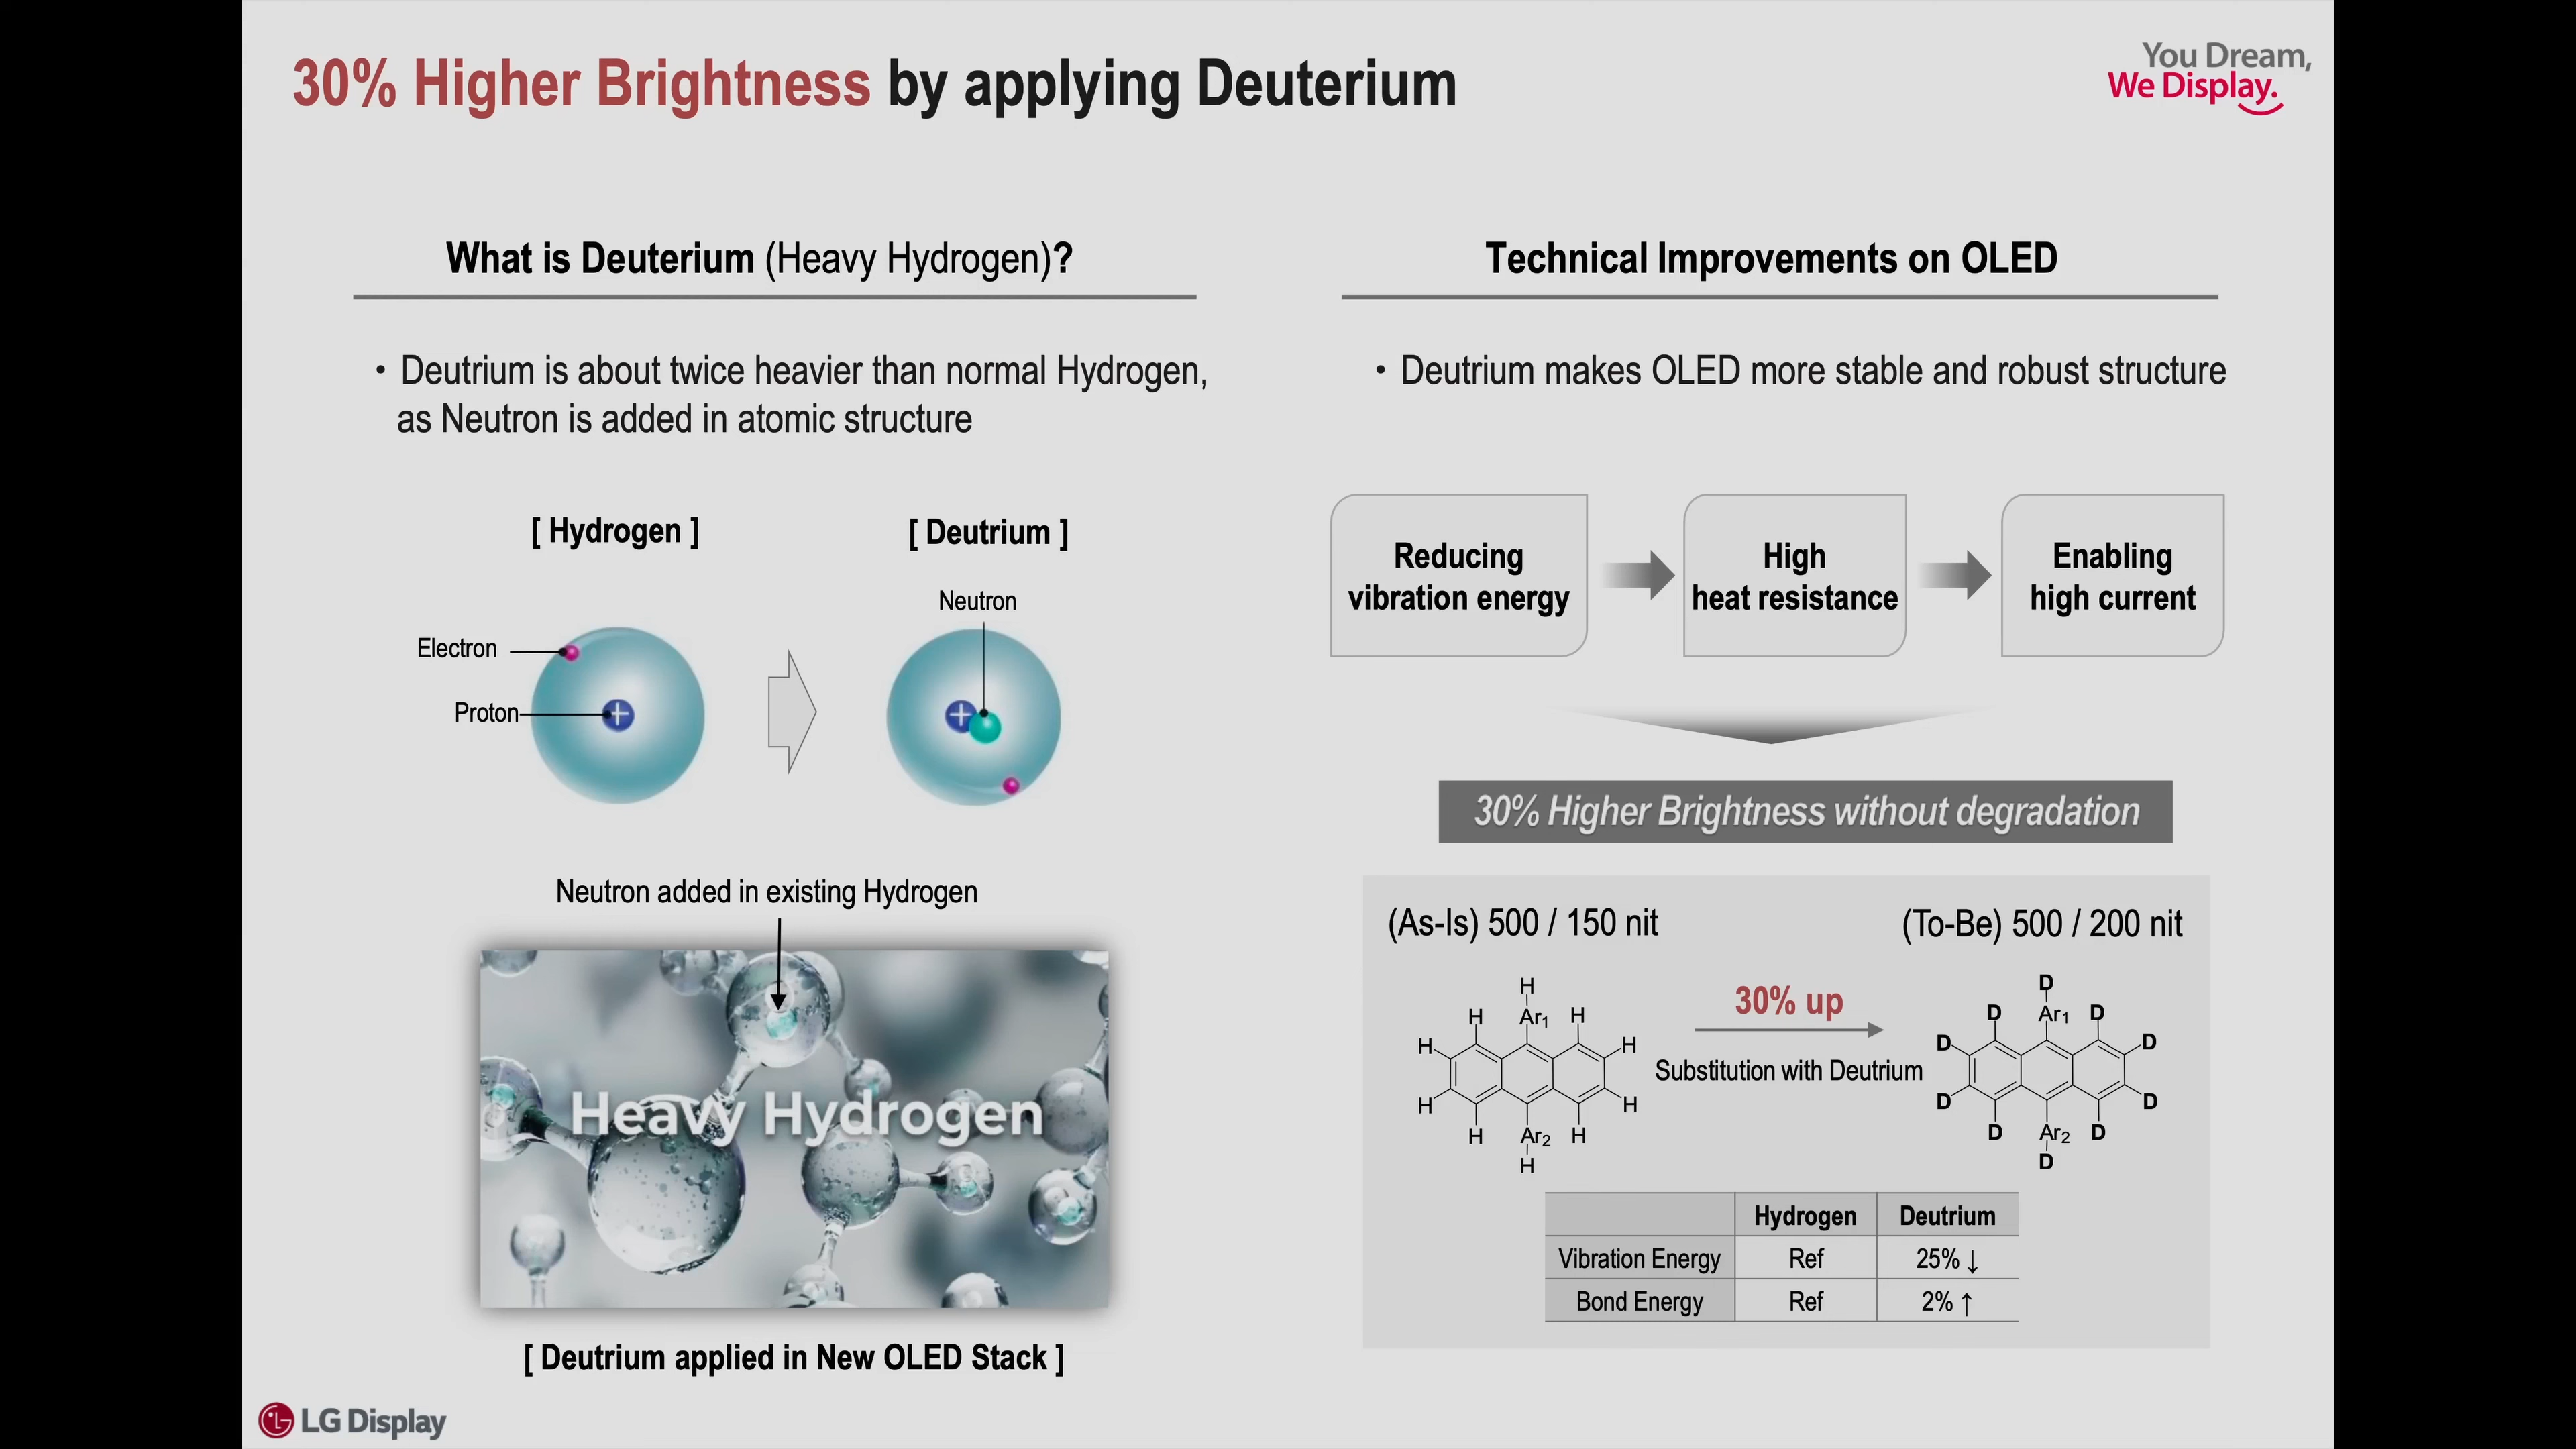 30% Higher Brightness by applying Deuterium
You Dream,
We Display.
What is Deuterium (Heavy Hydrogen)?
• Deutrium is about twice heavier than normal Hydrogen,
as Neutron is added in atomic structure
[ Hydrogen ]
[ Deutrium ]
Neutron
Electron
Proton
+
+
Neutron added in existing Hydrogen
Heavy Hydrogen
[ Deutrium applied in New OLED Stack ]
Technical Improvements on OLED
• Deutrium makes OLED more stable and robust structure
Reducing
vibration energy
High
heat resistance
Enabling
high current
30% Higher Brightness without degradation
(As-Is) 500 / 150 nit
(To-Be) 500 / 200 nit
H
H Ar1 H
H H
H H
H Ar2 H
H
30% up
Substitution with Deutrium
D
D Ar1 D
D D
D D
D Ar2 D
D
Hydrogen Deutrium
Vibration Energy Ref 25% ↓
Bond Energy Ref 2% ↑
LG Display